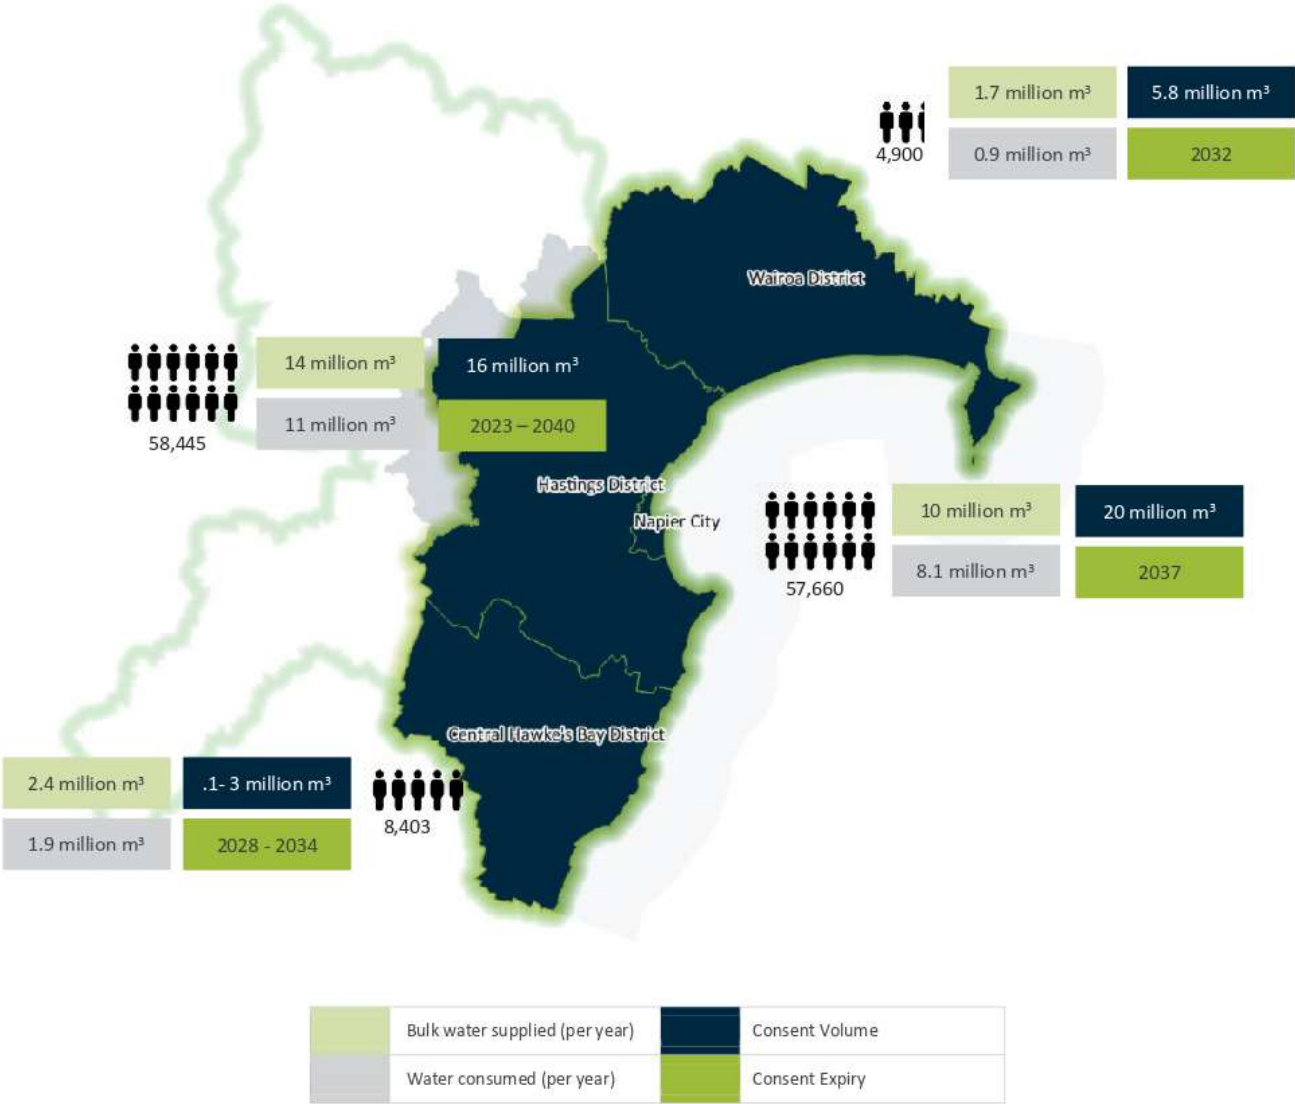 1.7 million m³
5.8 million m³
4,900
0.9 million m³
2032
Wairoa District
14 million m³
16 million m³
58,445
11 million m³
2023 – 2040
Hastings District
Napier City
10 million m³
20 million m³
57,660
8.1 million m³
2037
Central Hawke's Bay District
2.4 million m³
.1- 3 million m³
8,403
1.9 million m³
2028 - 2034
Bulk water supplied (per year)
Consent Volume
Water consumed (per year)
Consent Expiry